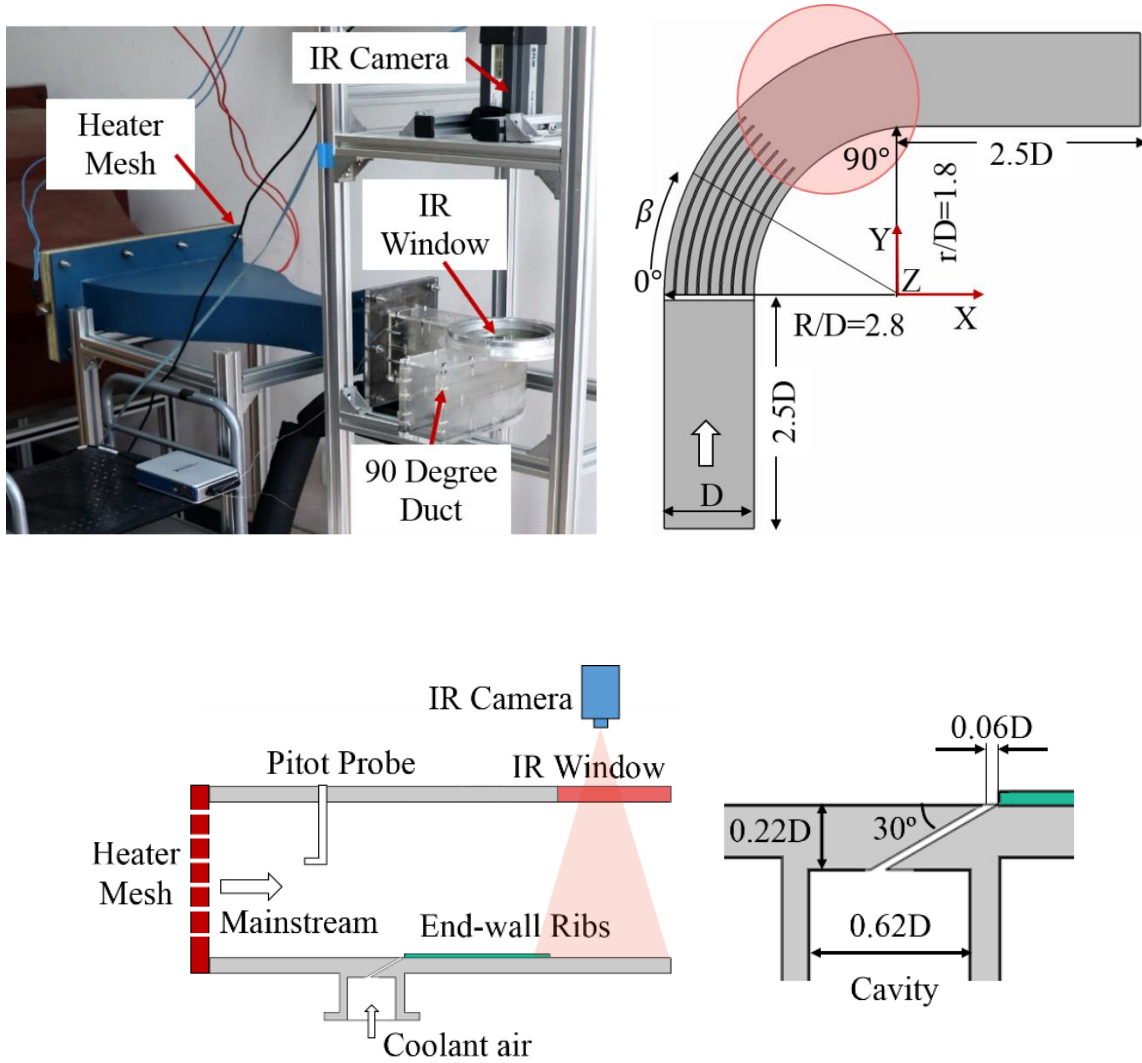 IR Camera
Heater
Mesh
IR
Window
90 Degree
Duct
90°
2.5D
r/D=1.8
β
0°
Y
Z
X
R/D=2.8
2.5D
D
IR Camera
Pitot Probe
IR Window
Heater
Mesh
Mainstream
End-wall Ribs
Coolant air
0.06D
0.22D
30º
0.62D
Cavity